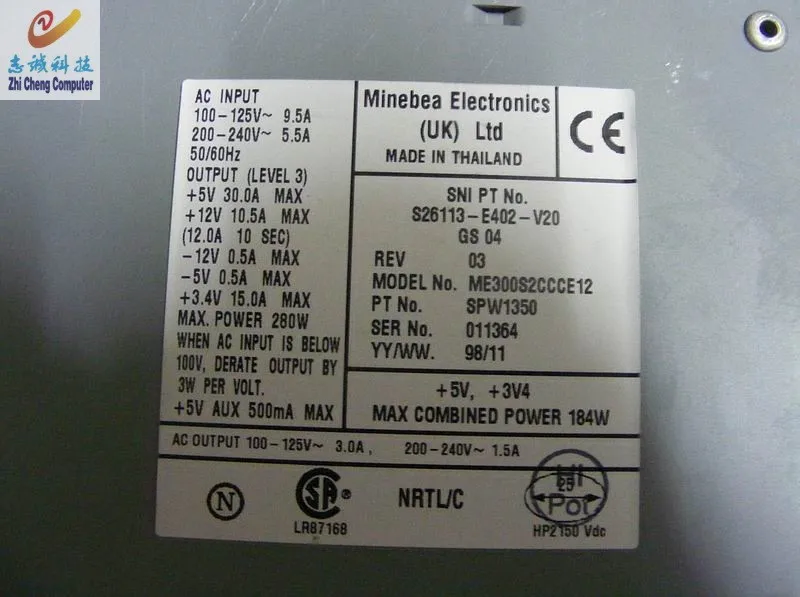 志诚科技
Zhi Cheng Computer
AC INPUT
100-125V~ 9.5A
200-240V~ 5.5A
50/60Hz
OUTPUT (LEVEL 3)
+5V 30.0A MAX
+12V 10.5A MAX
(12.0A 10 SEC)
-12V 0.5A MAX
-5V 0.5A MAX
+3.4V 15.0A MAX
MAX. POWER 280W
WHEN AC INPUT IS BELOW
100V, DERATE OUTPUT BY
3W PER VOLT.
+5V AUX 500mA MAX
Minebea Electronics
(UK) Ltd
MADE IN THAILAND
CE
SNI PT No.
S26113-E402-V20
GS 04
REV 03
MODEL No. ME300S2CCCE12
PT No. SPW1350
SER No. 011364
YY/WW. 98/11
+5V, +3V4
MAX COMBINED POWER 184W
AC OUTPUT 100-125V~ 3.0A, 200-240V~ 1.5A
N
SA®
LR87168
NRTL/C
Hi
25
Pot
HP2150 Vdc